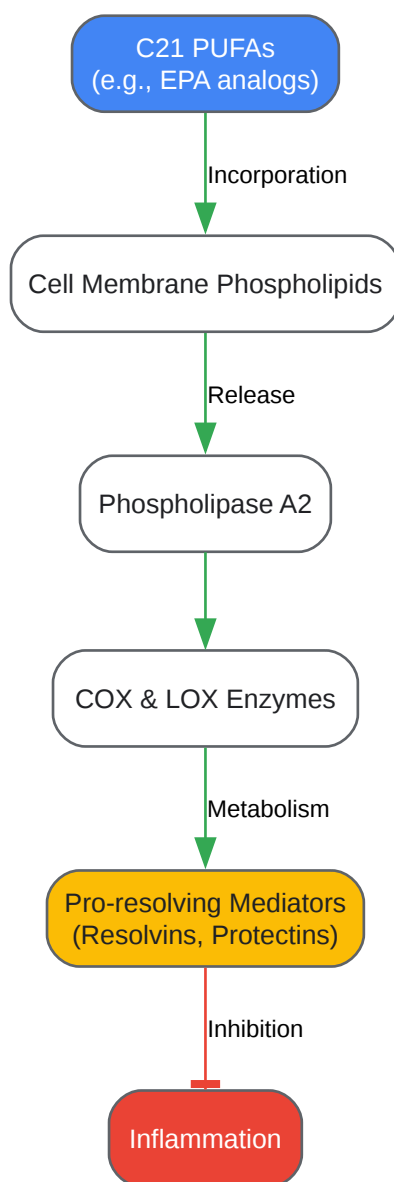 C21 PUFAs
(e.g., EPA analogs)
Incorporation
Cell Membrane Phospholipids
Release
Phospholipase A2
COX & LOX Enzymes
Metabolism
Pro-resolving Mediators
(Resolvins, Protectins)
Inhibition
Inflammation